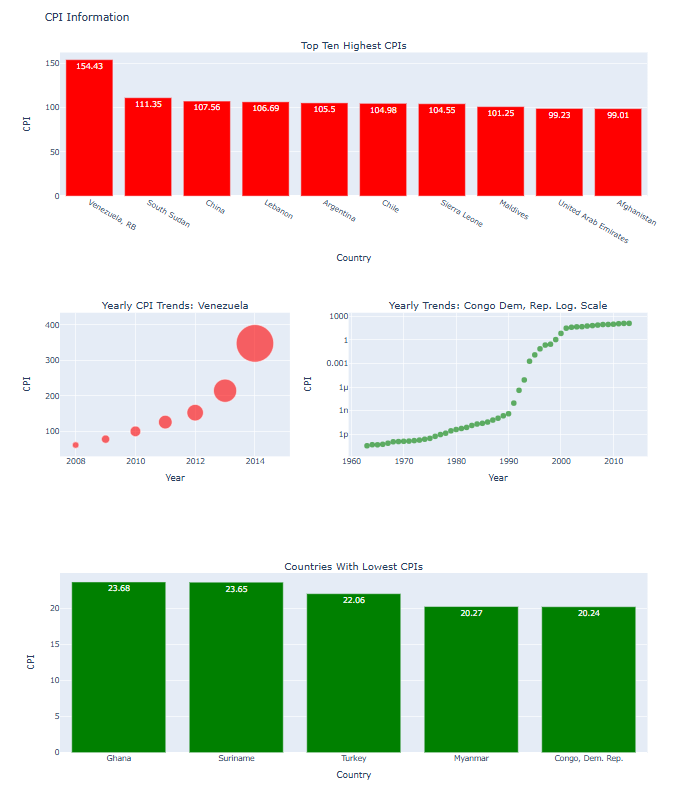 CPI Information
Top Ten Highest CPIs
CPI
150
100
50
0
154.43
111.35
107.56
106.69
105.5
104.98
104.55
101.25
99.23
99.01
Venezuela, RB
South Sudan
China
Lebanon
Argentina
Chile
Sierra Leone
Maldives
United Arab Emirates
Afghanistan
Country
Yearly CPI Trends: Venezuela
CPI
400
300
200
100
2008 2010 2012 2014
Year
Yearly Trends: Congo Dem, Rep. Log. Scale
CPI
1000
1
0.001
1μ
1n
1p
1960 1970 1980 1990 2000 2010
Year
Countries With Lowest CPIs
CPI
20
15
10
5
0
23.68
23.65
22.06
20.27
20.24
Ghana
Suriname
Turkey
Myanmar
Congo, Dem. Rep.
Country